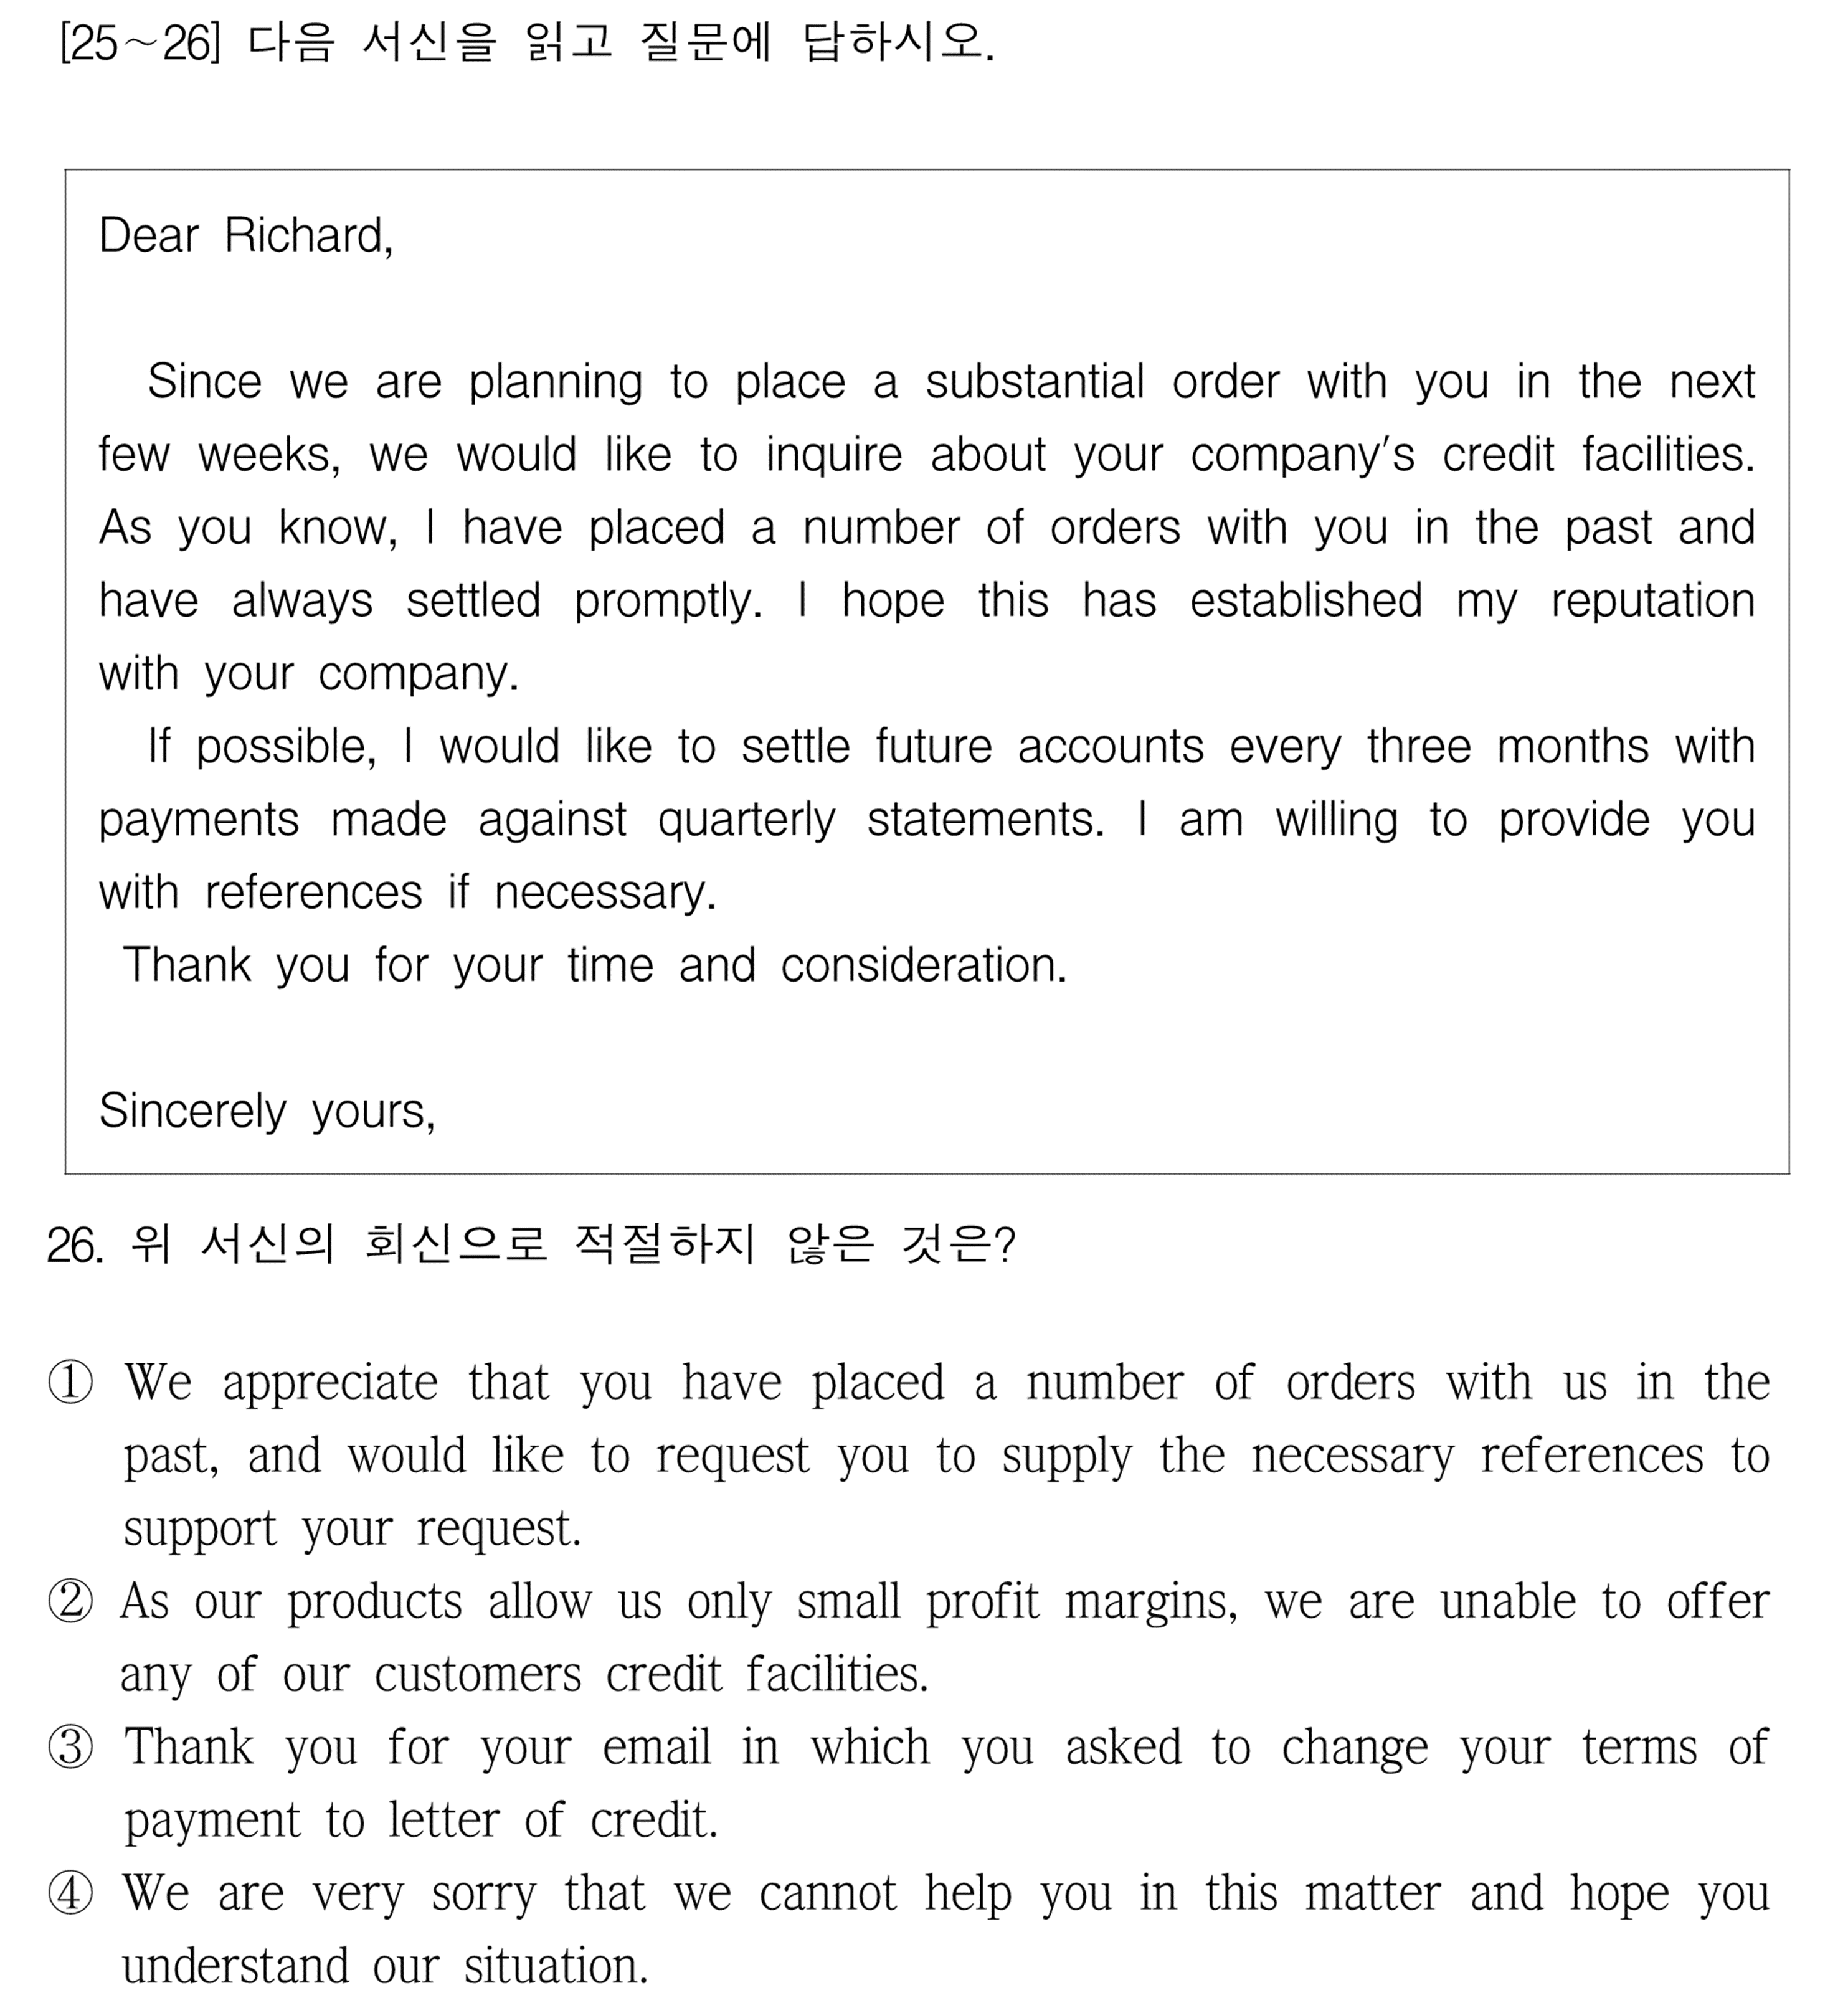 [25～26] 다음 서신을 읽고 질문에 답하시오.
Dear Richard,
Since we are planning to place a substantial order with you in the next
few weeks, we would like to inquire about your company's credit facilities.
As you know, I have placed a number of orders with you in the past and
have always settled promptly. I hope this has established my reputation
with your company.
If possible, I would like to settle future accounts every three months with
payments made against quarterly statements. I am willing to provide you
with references if necessary.
Thank you for your time and consideration.
Sincerely yours,
26. 위 서신의 회신으로 적절하지 않은 것은?
① We appreciate that you have placed a number of orders with us in the
past, and would like to request you to supply the necessary references to
support your request.
② As our products allow us only small profit margins, we are unable to offer
any of our customers credit facilities.
③ Thank you for your email in which you asked to change your terms of
payment to letter of credit.
④ We are very sorry that we cannot help you in this matter and hope you
understand our situation.